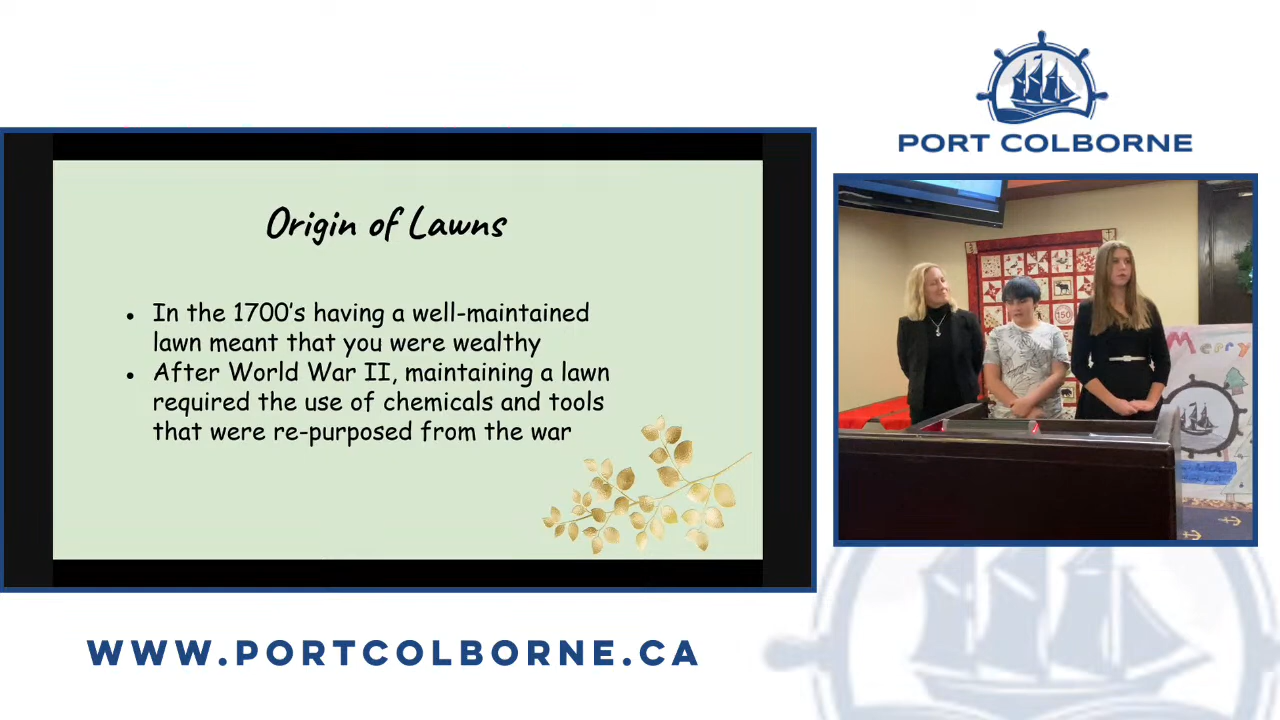 Origin of Lawns
• In the 1700's having a well-maintained
lawn meant that you were wealthy
• After World War II, maintaining a lawn
required the use of chemicals and tools
that were re-purposed from the war
PORT COLBORNE
150
Merry
WWW.PORTCOLBORNE.CA